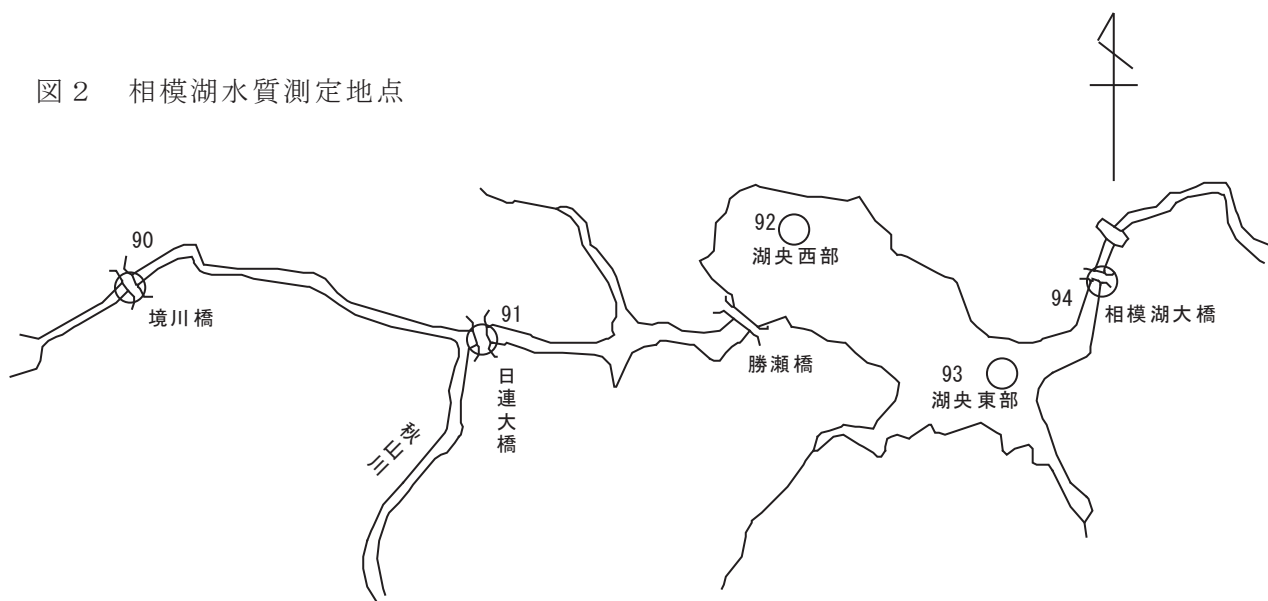 図２　相模湖水質測定地点
90
境川橋
91
日連大橋
秋山川
勝瀬橋
92
湖央西部
93
湖央東部
94
相模湖大橋